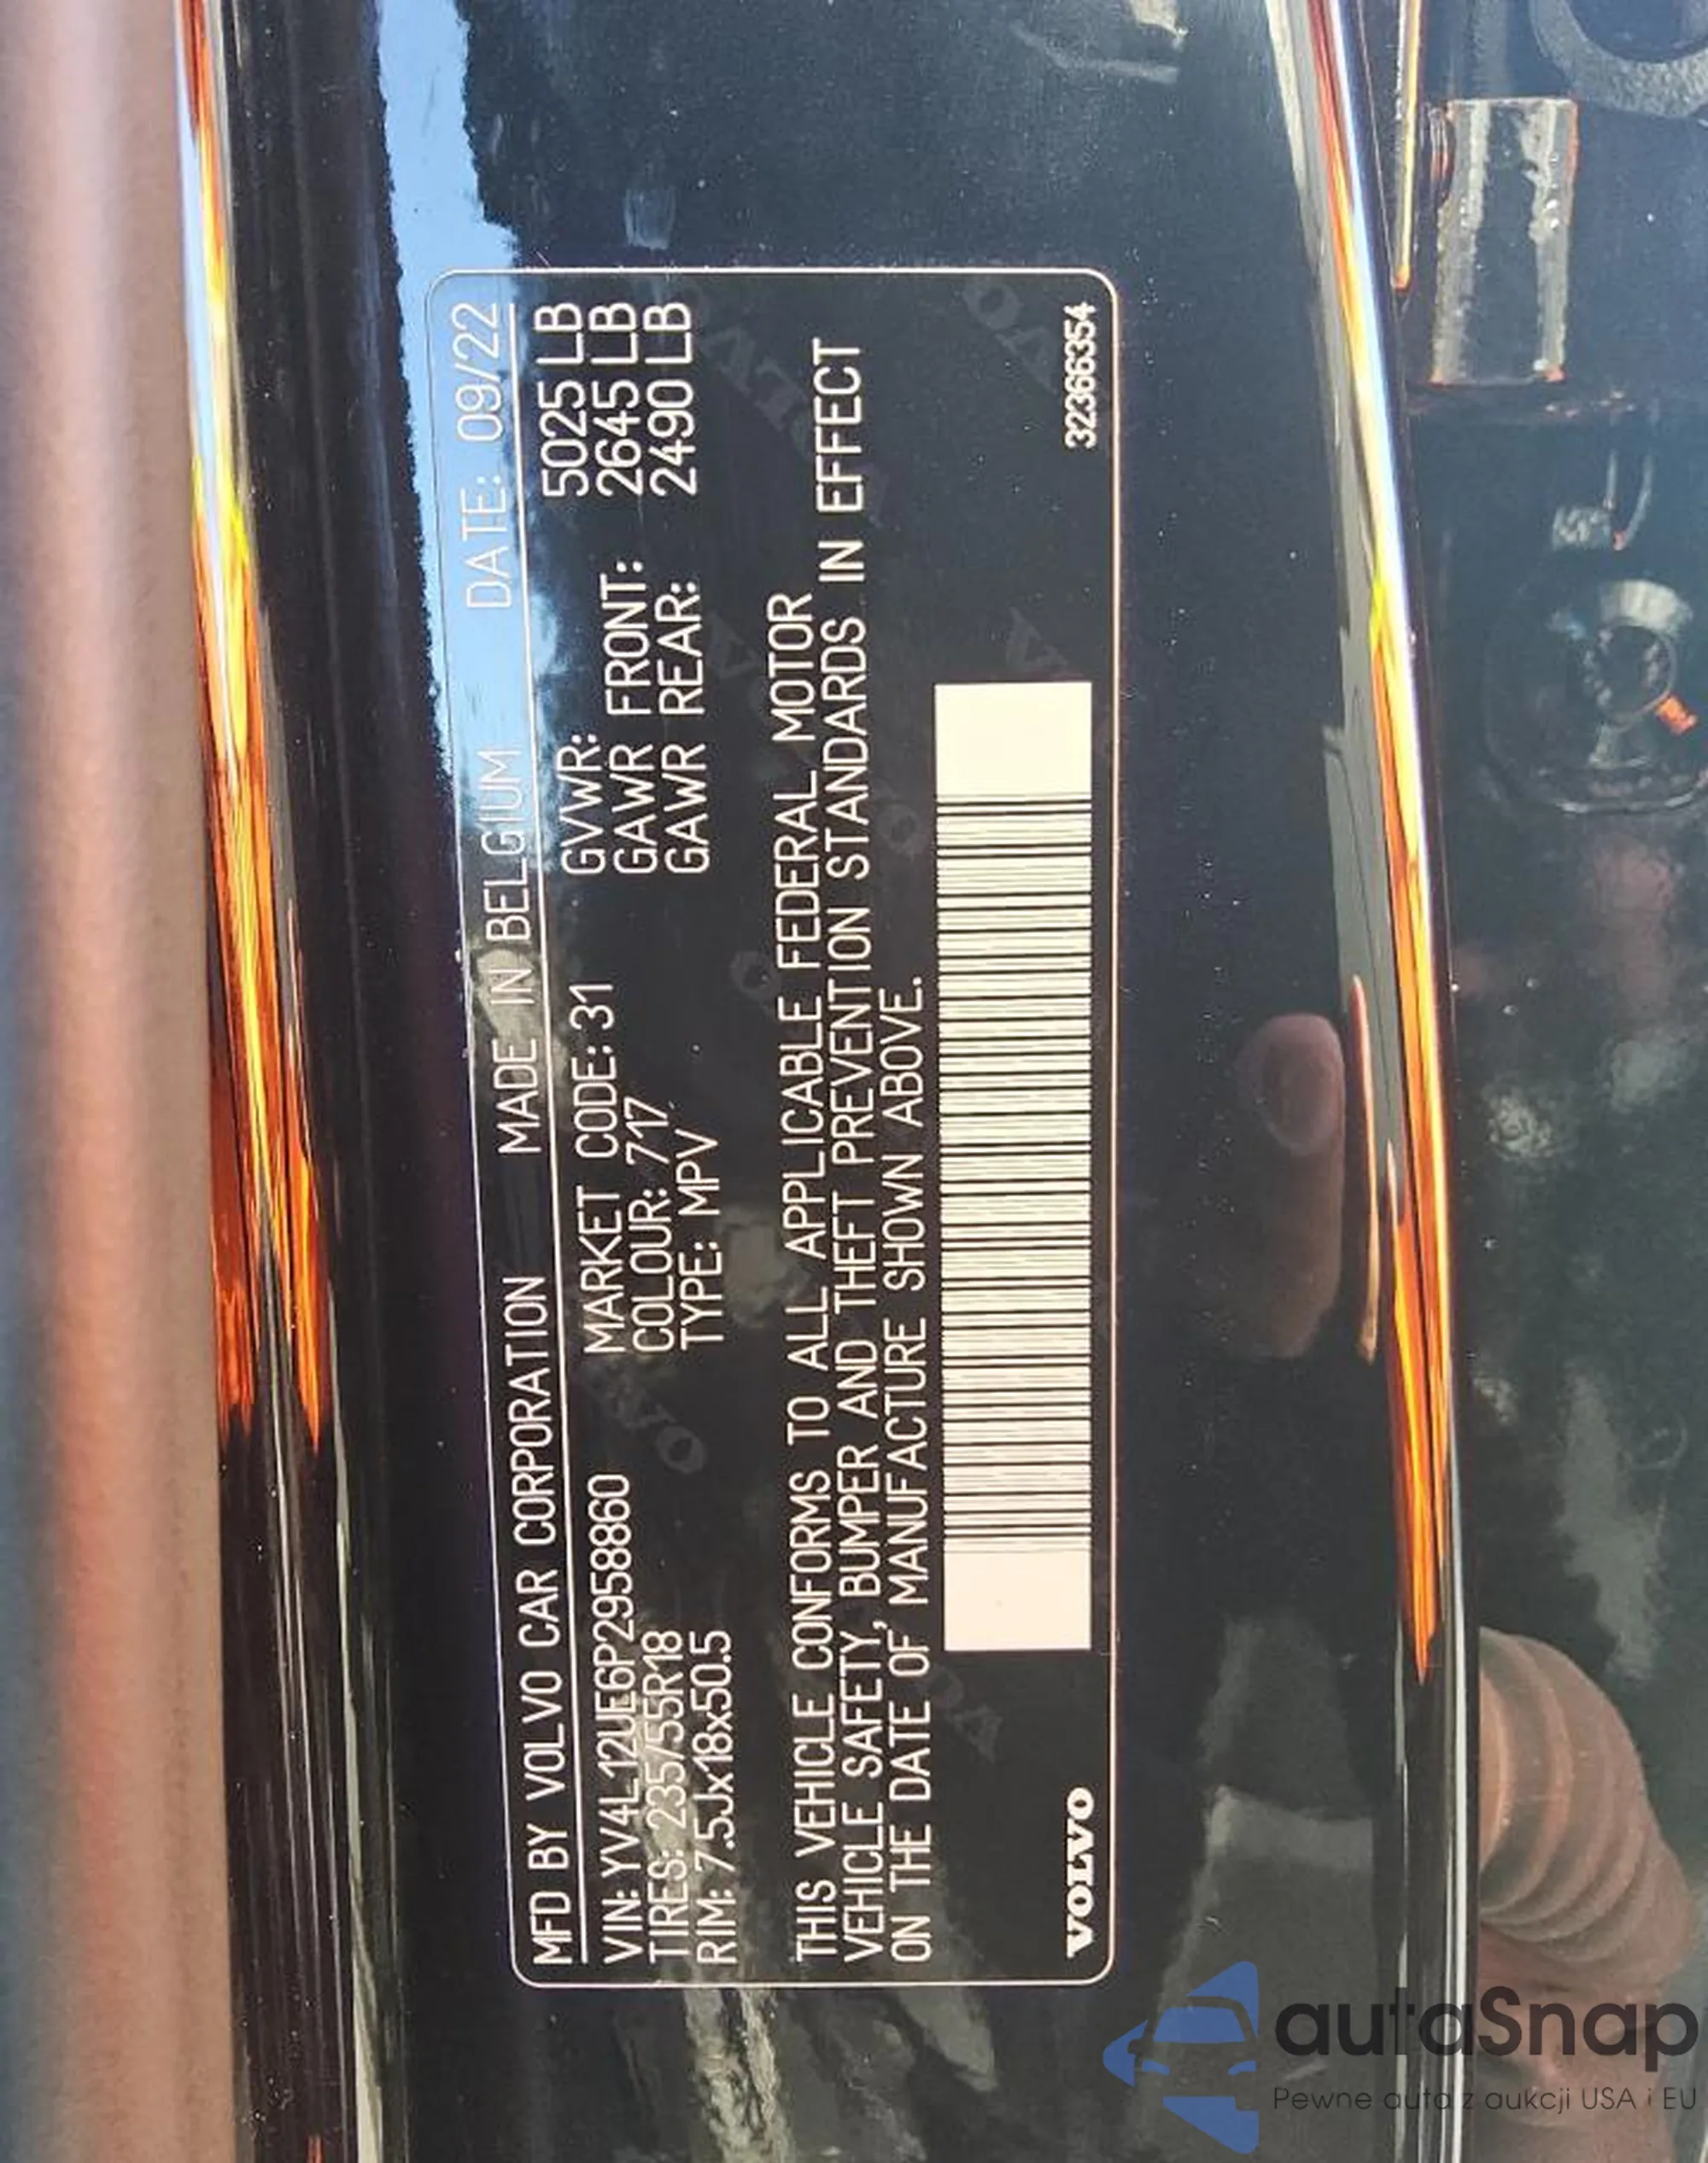 MFD BY VOLVO CAR CORPORATION MADE IN BELGIUM DATE: 09/22
VIN: YV4L12UE6P2958860 MARKET CODE: 31 GVWR: 5025 LB
TIRES: 235/55R18 COLOUR: 717 GAWR FRONT: 2645 LB
RIM: 7.5Jx18x50.5 TYPE: MPV GAWR REAR: 2490 LB
THIS VEHICLE CONFORMS TO ALL APPLICABLE FEDERAL MOTOR
VEHICLE SAFETY, BUMPER AND THEFT PREVENTION STANDARDS IN EFFECT
ON THE DATE OF MANUFACTURE SHOWN ABOVE.
VOLVO 32366354
autaSnap
Pewne auta z aukcji USA i EU